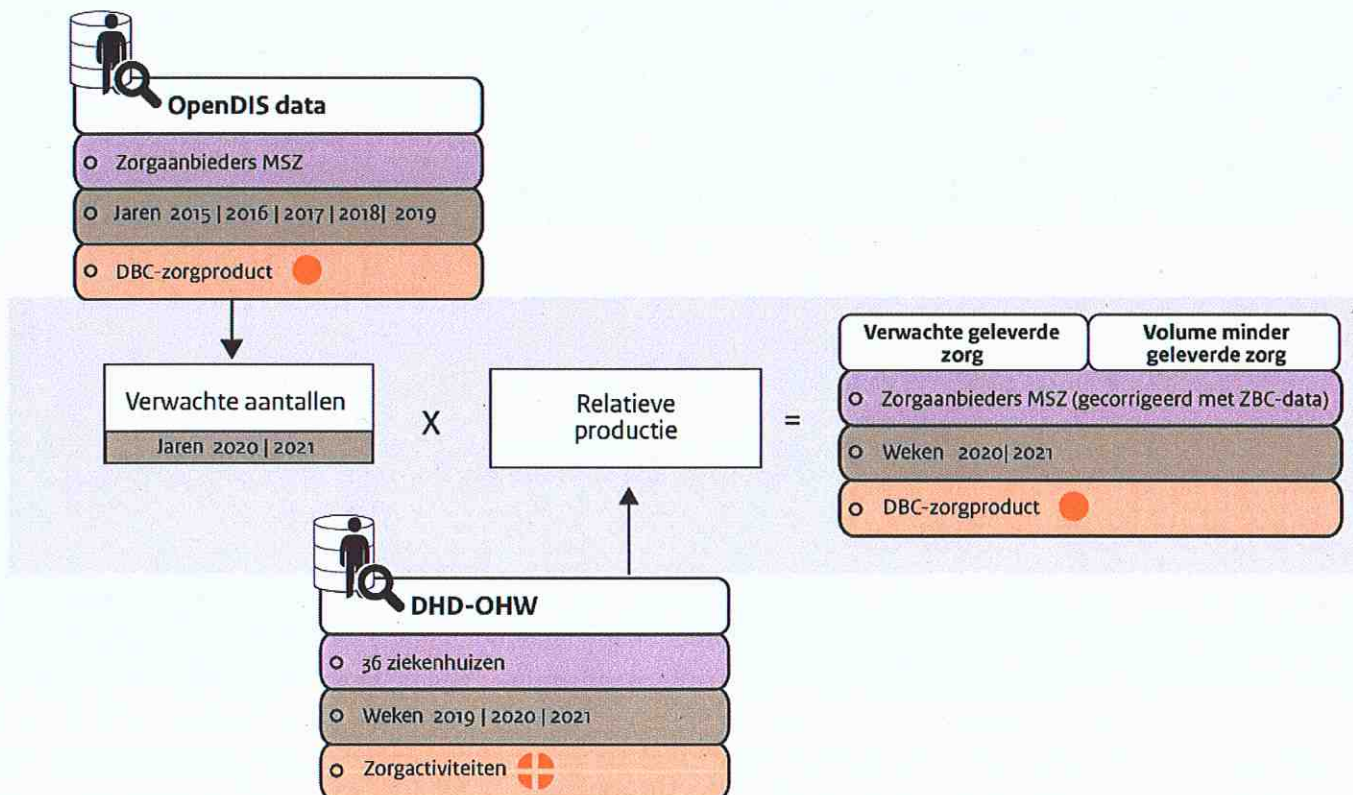 OpenDIS data
Zorgaanbieders MSZ
Jaren 2015 | 2016 | 2017 | 2018| 2019
DBC-zorgproduct
Verwachte aantallen
Jaren 2020 | 2021
X
Relatieve
productie
=
Verwachte geleverde
zorg
Volume minder
geleverde zorg
Zorgaanbieders MSZ (gecorrigeerd met ZBC-data)
Weken 2020| 2021
DBC-zorgproduct
DHD-OHW
36 ziekenhuizen
Weken 2019 | 2020 | 2021
Zorgactiviteiten